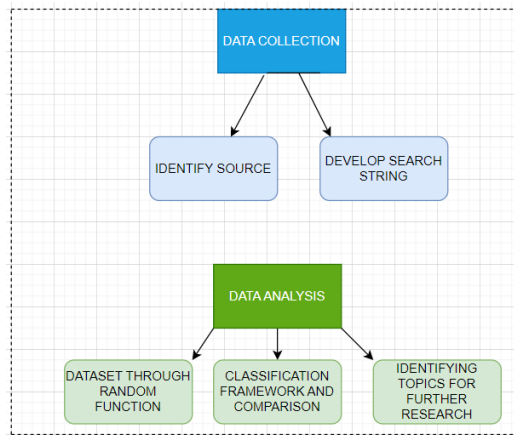 DATA COLLECTION
IDENTIFY SOURCE
DEVELOP SEARCH
STRING
DATA ANALYSIS
DATASET THROUGH
RANDOM
FUNCTION
CLASSIFICATION
FRAMEWORK AND
COMPARISON
IDENTIFYING
TOPICS FOR
FURTHER
RESEARCH